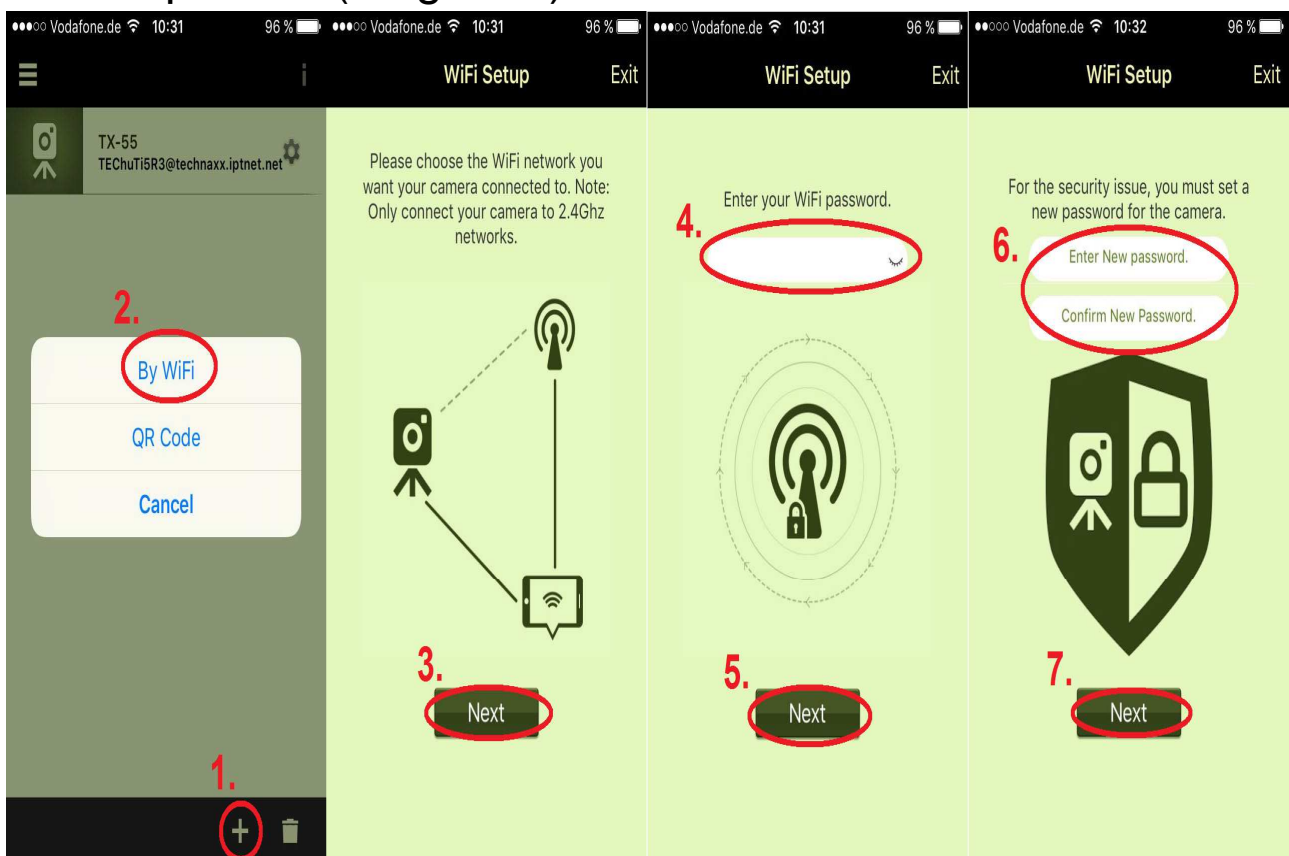 ●●●○○ Vodafone.de 10:31 96 %
i
TX-55
TEChuTi5R3@technaxx.iptnet.net
2.
By WiFi
QR Code
Cancel
1.
+
●●●○○ Vodafone.de 10:31 96 %
WiFi Setup Exit
Please choose the WiFi network you
want your camera connected to. Note:
Only connect your camera to 2.4Ghz
networks.
3.
Next
●●●○○ Vodafone.de 10:31 96 %
WiFi Setup Exit
Enter your WiFi password.
4.
5.
Next
●●○○○ Vodafone.de 10:32 96 %
WiFi Setup Exit
For the security issue, you must set a
new password for the camera.
6.
Enter New password.
Confirm New Password.
7.
Next